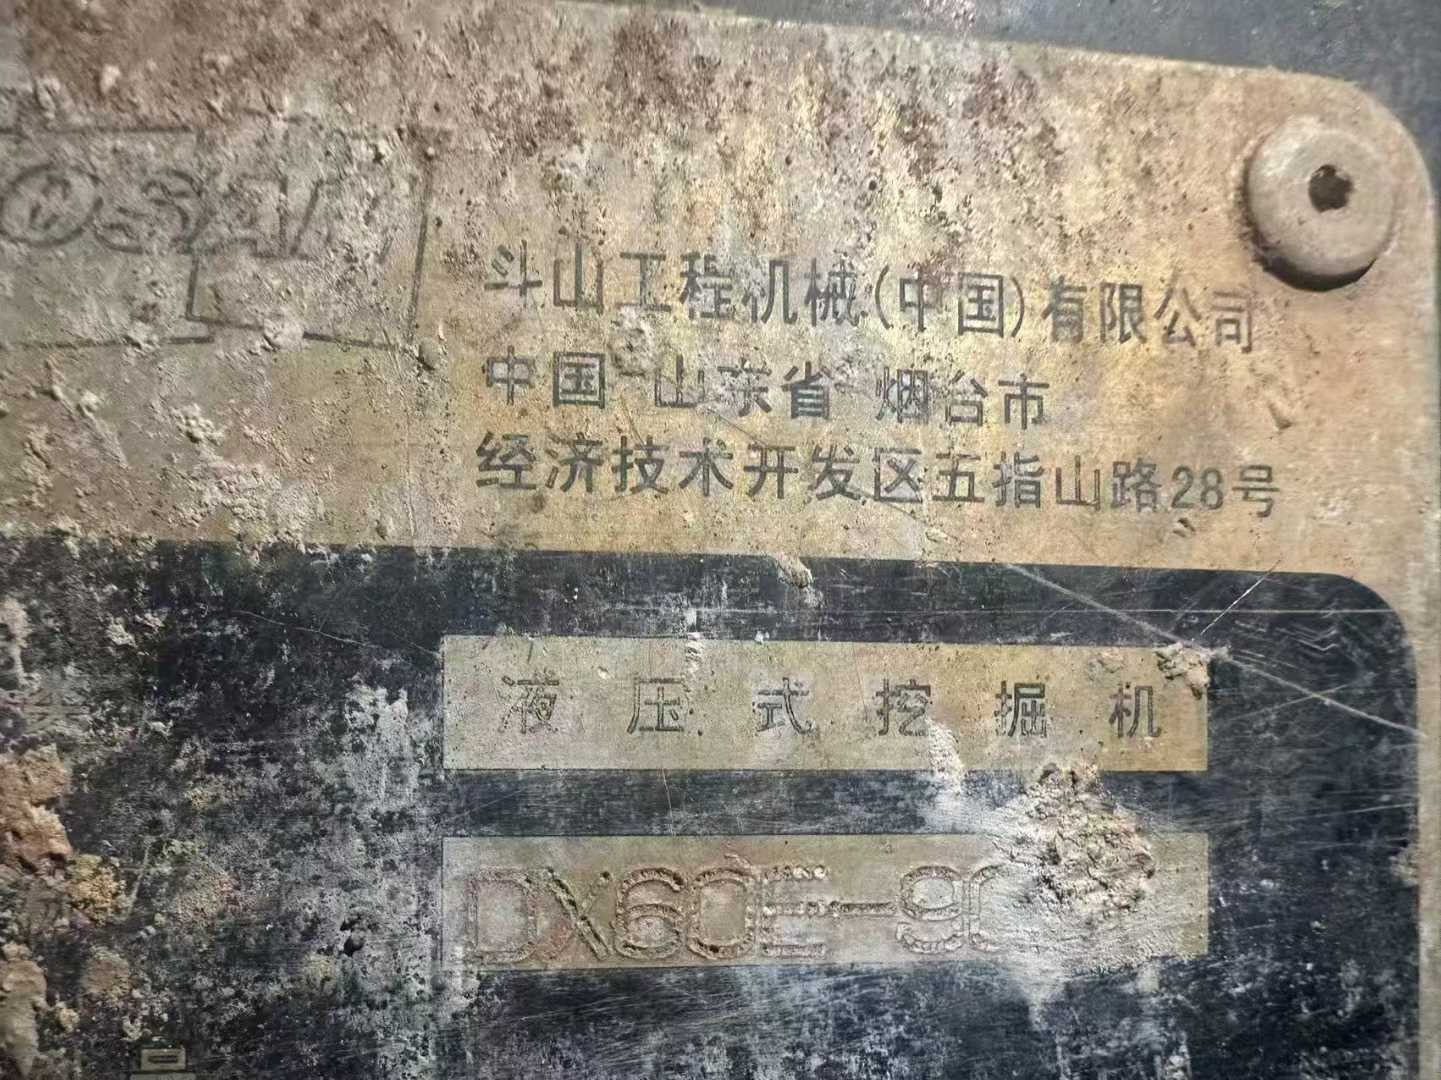 斗山工程机械(中国)有限公司
中国 山东省 烟台市
经济技术开发区五指山路28号
液压式挖掘机
DX60E-9C